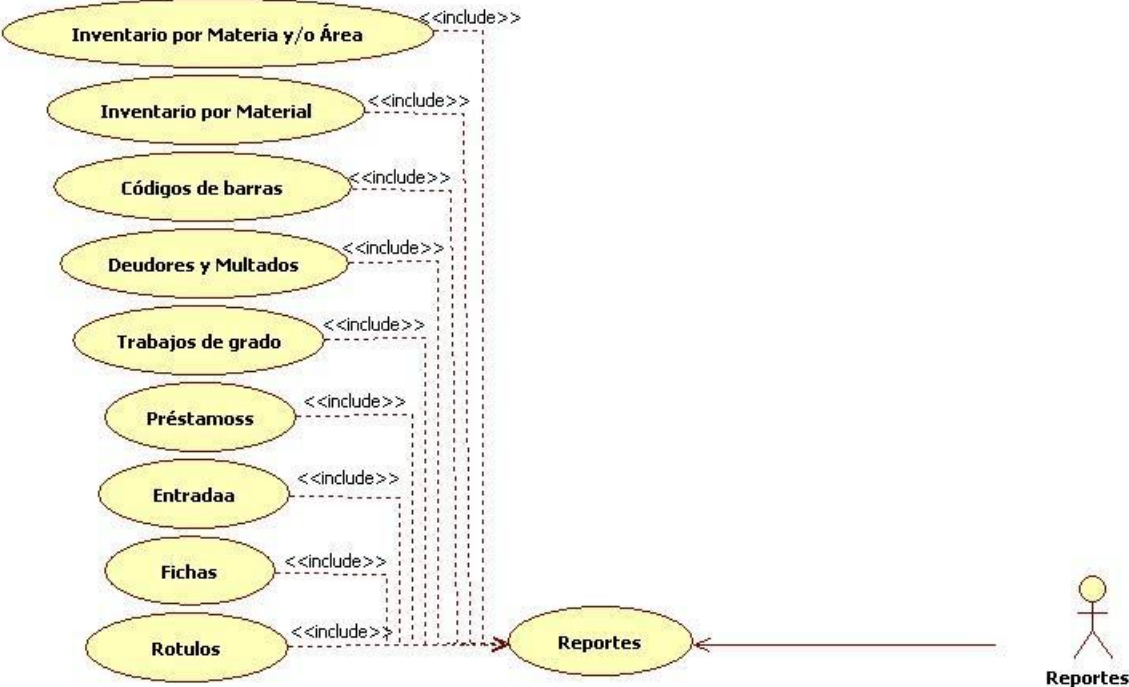 <<include>>
Inventario por Materia y/o Área
<<include>>
Inventario por Material
<<include>>
Códigos de barras
<<include>>
Deudores y Multados
<<include>>
Trabajos de grado
<<include>>
Préstamoss
<<include>>
Entradaa
<<include>>
Fichas
<<include>>
Rotulos
Reportes
Reportes